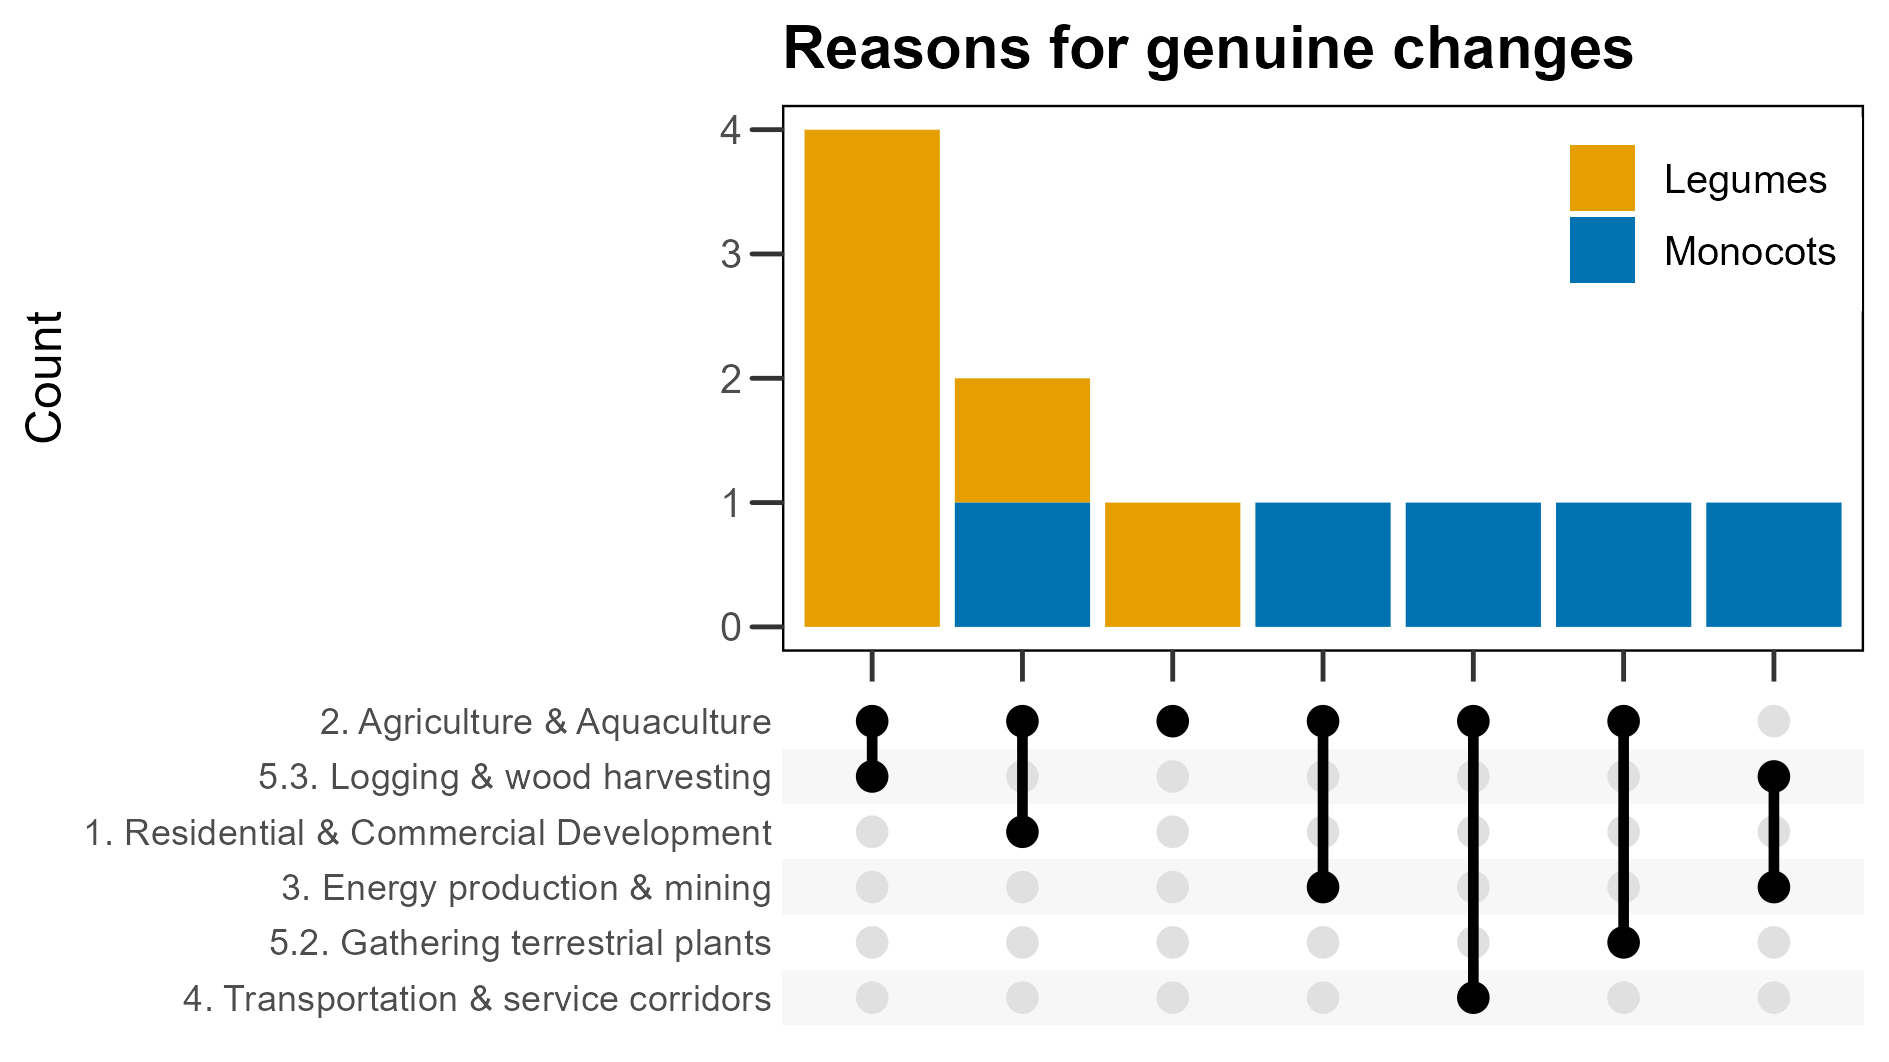 Reasons for genuine changes
4
3
2
1
0
Count
Legumes
Monocots
2. Agriculture & Aquaculture
5.3. Logging & wood harvesting
1. Residential & Commercial Development
3. Energy production & mining
5.2. Gathering terrestrial plants
4. Transportation & service corridors